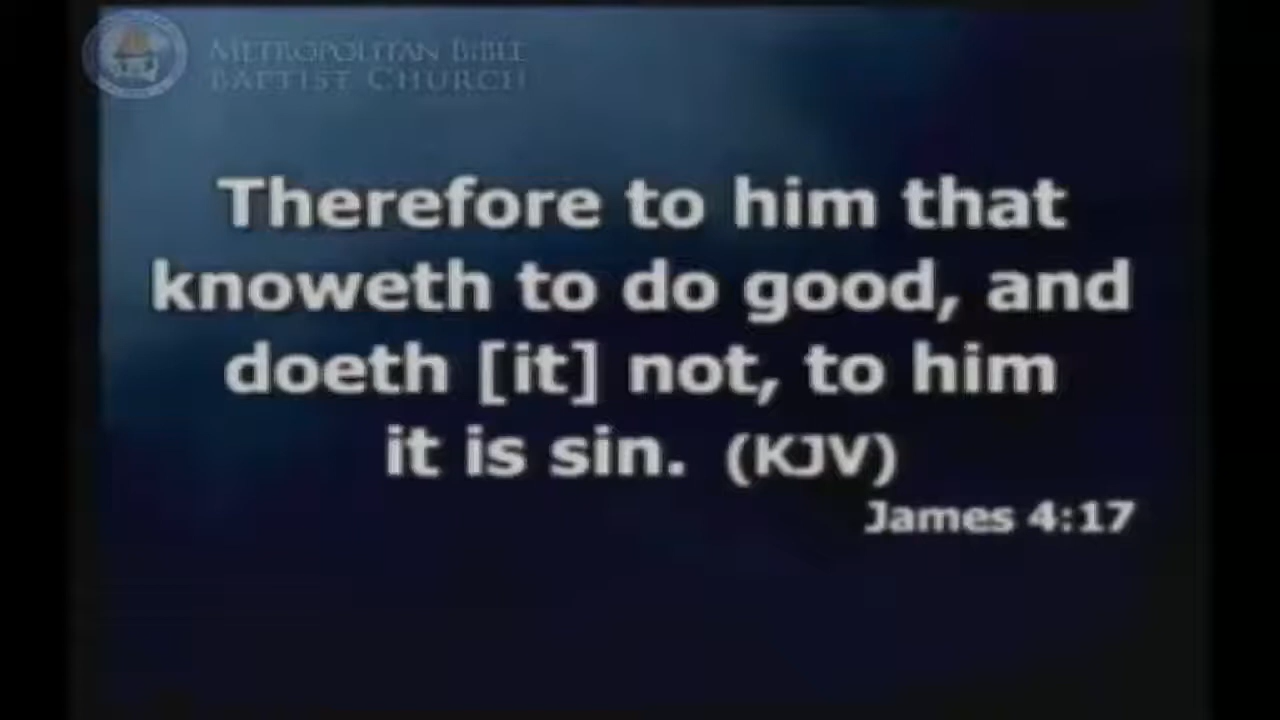 METROPOLITAN BIBLE
BAPTIST CHURCH
Therefore to him that
knoweth to do good, and
doeth [it] not, to him
it is sin. (KJV)
James 4:17